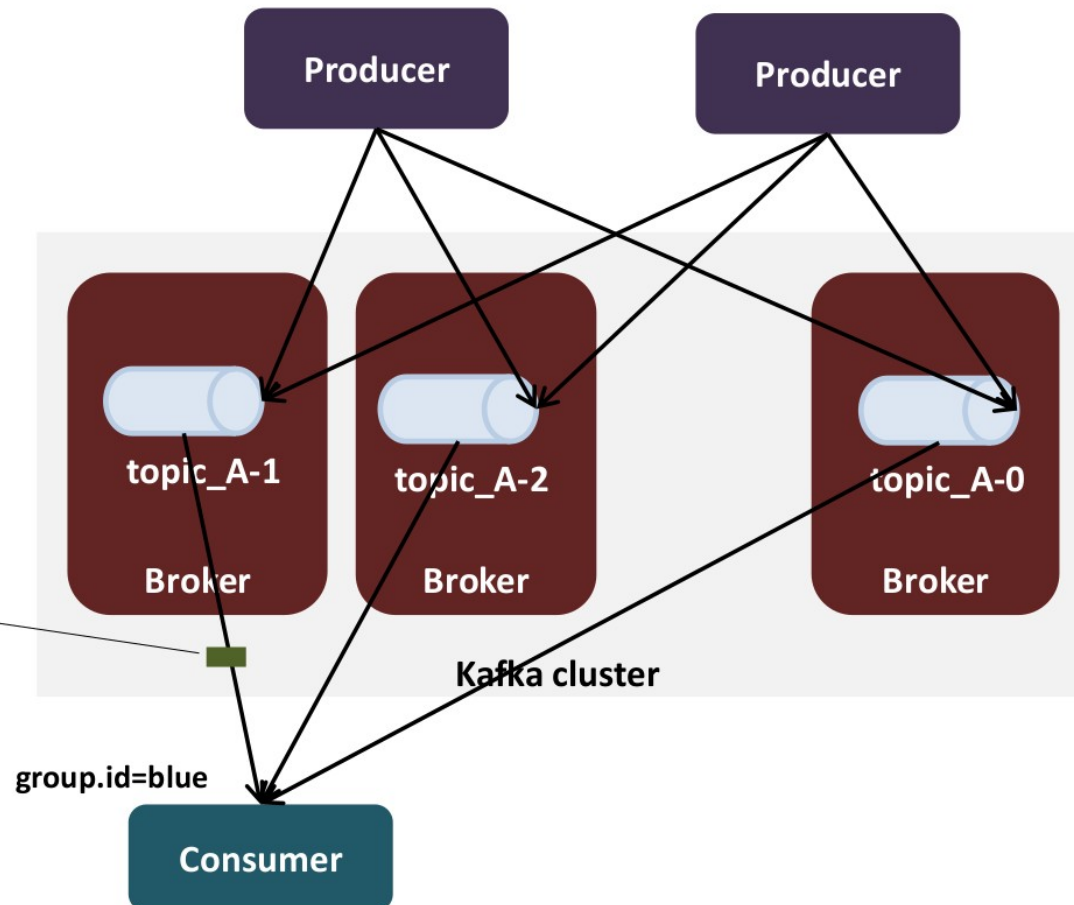 Producer
Producer
topic_A-1
topic_A-2
topic_A-0
Broker
Broker
Broker
Kafka cluster
group.id=blue
Consumer